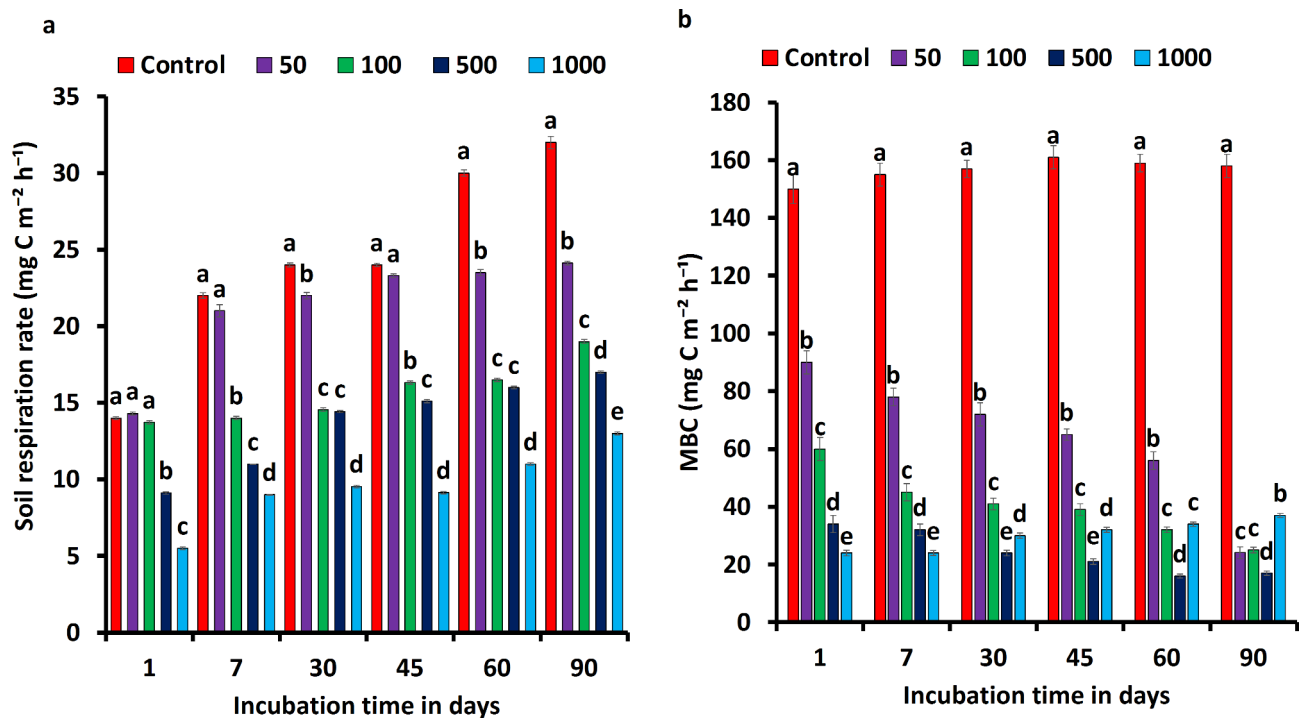 a
Control 50 100 500 1000
Soil respiration rate (mg C m⁻² h⁻¹)
35
30
25
20
15
10
5
0
a a a b c
a a b c d
a b c c d
a a b c d
a b c c d
a b c d e
1 7 30 45 60 90
Incubation time in days
b
Control 50 100 500 1000
MBC (mg C m⁻² h⁻¹)
180
160
140
120
100
80
60
40
20
0
a b c d e
a b c d e
a b c e d
a b c e d
a b c d c
a c c d b
1 7 30 45 60 90
Incubation time in days